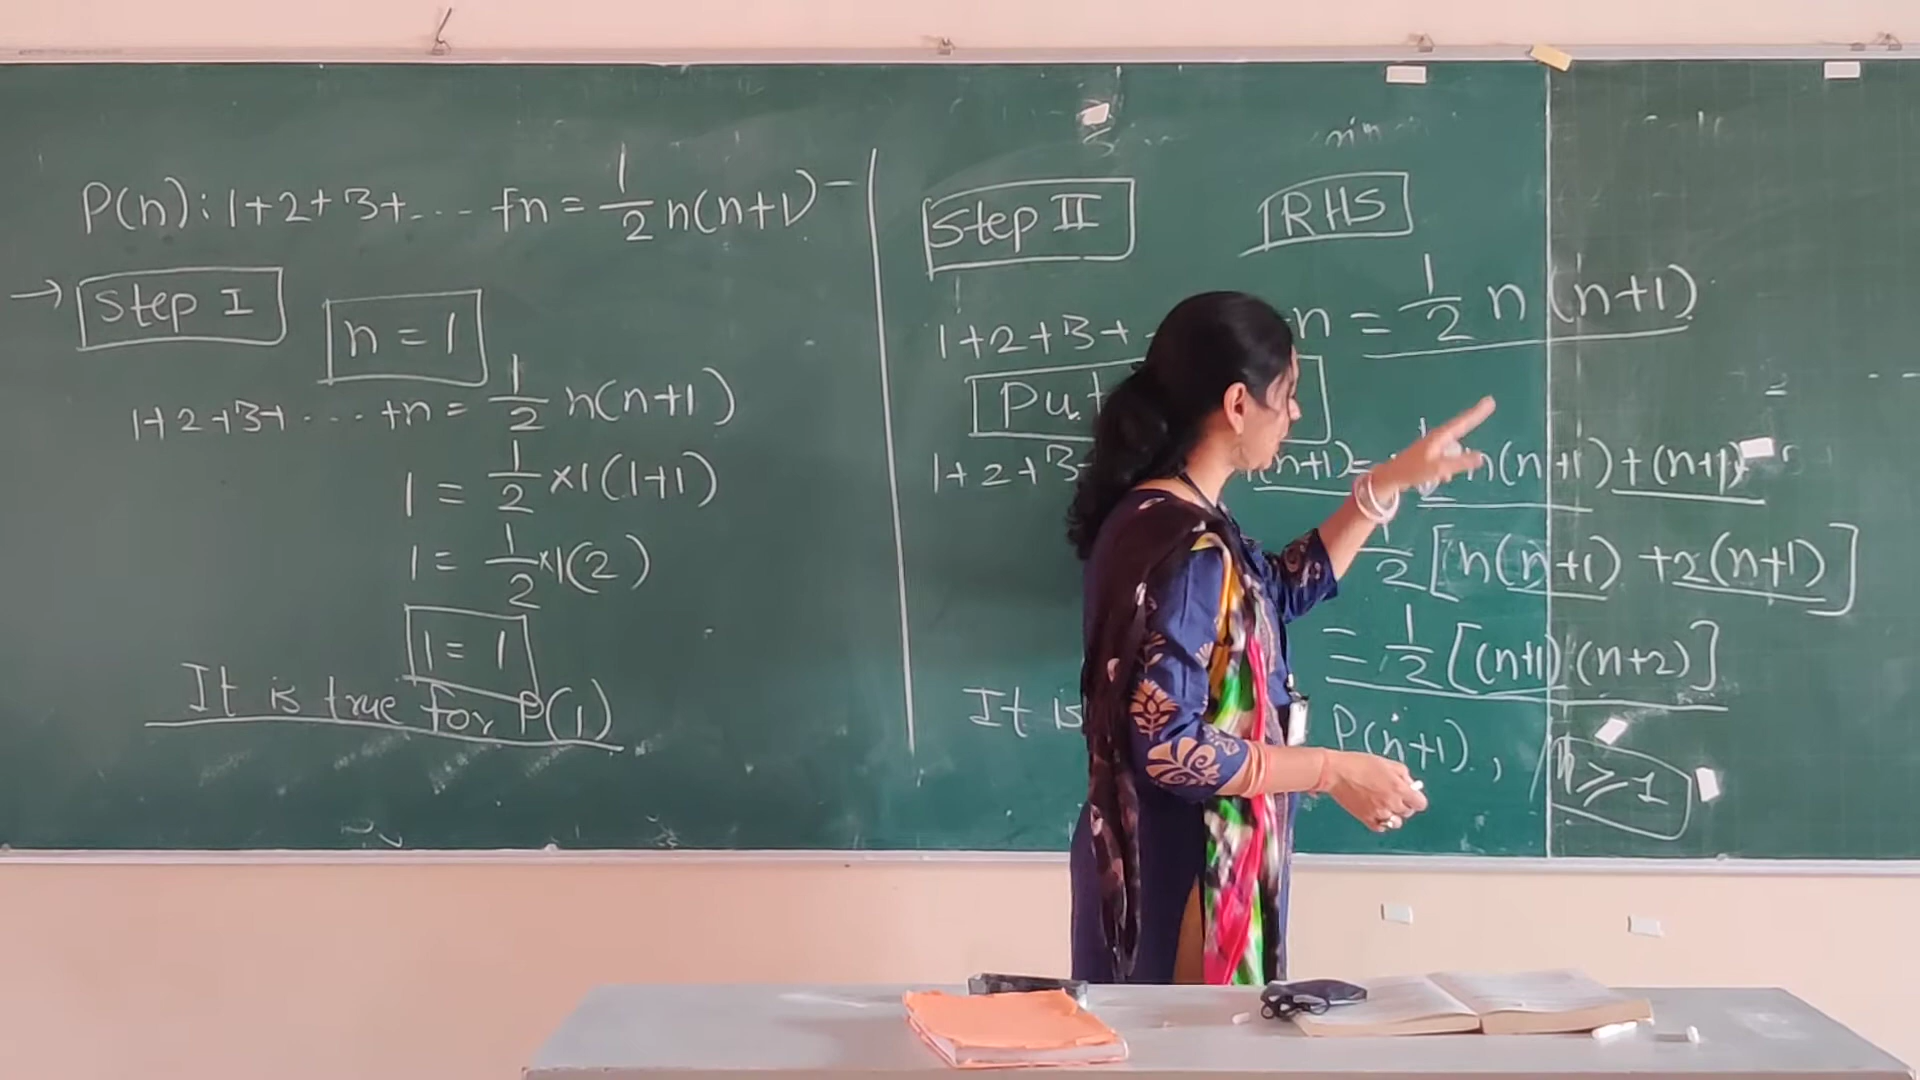 P(n): 1+2+3+.... +n = 1/2 n(n+1)
Step I
n = 1
1+2+3+ .... +n = 1/2 n(n+1)
1 = 1/2 ×1(1+1)
1 = 1/2 ×1(2)
1 = 1
It is true for P(1)
Step II RHS
1+2+3+ n = 1/2 n(n+1)
Put
1+2+3 (n+1) = n(n+1)+(n+1)
1/2 [n(n+1) +2(n+1)]
= 1/2 [(n+1)(n+2)]
It is P(n+1), n ≥ 1